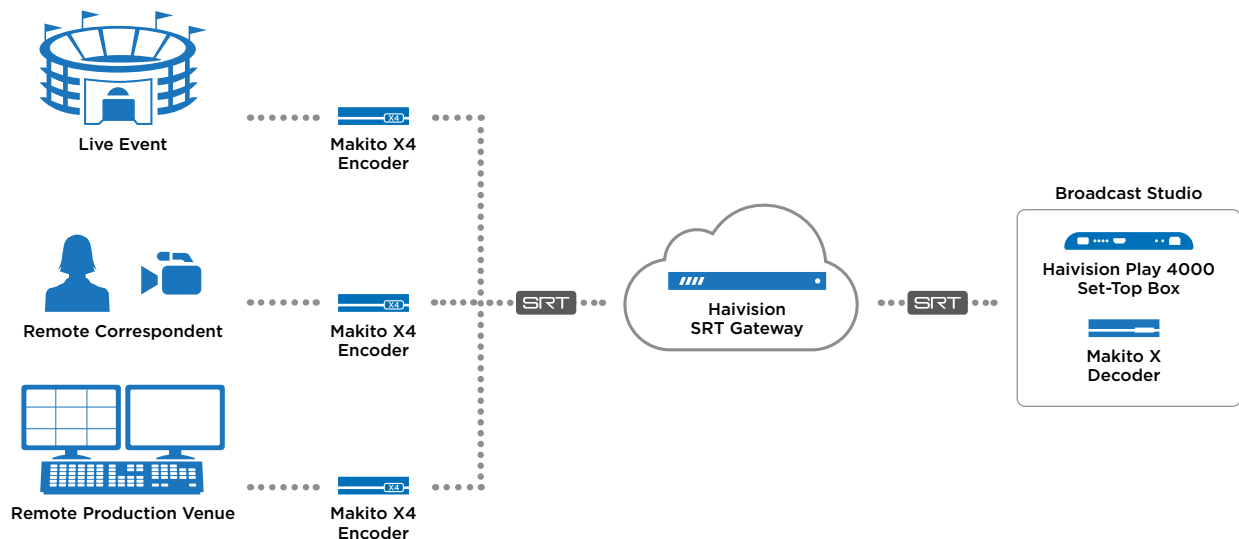 Live Event
X4
Makito X4
Encoder
Remote Correspondent
X4
Makito X4
Encoder
Remote Production Venue
X4
Makito X4
Encoder
SRT
Haivision
SRT Gateway
SRT
Broadcast Studio
Haivision Play 4000
Set-Top Box
Makito X
Decoder